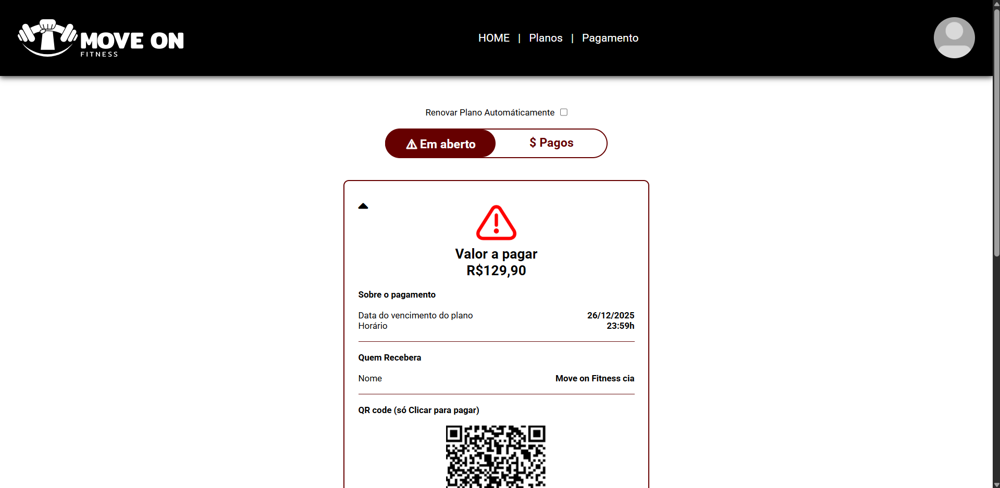 MOVE ON
FITNESS
HOME | Planos | Pagamento
Renovar Plano Automáticamente
Em aberto
$ Pagos
Valor a pagar
R$129,90
Sobre o pagamento
Data do vencimento do plano 26/12/2025
Horário 23:59h
Quem Recebera
Nome Move on Fitness cia
QR code (só Clicar para pagar)